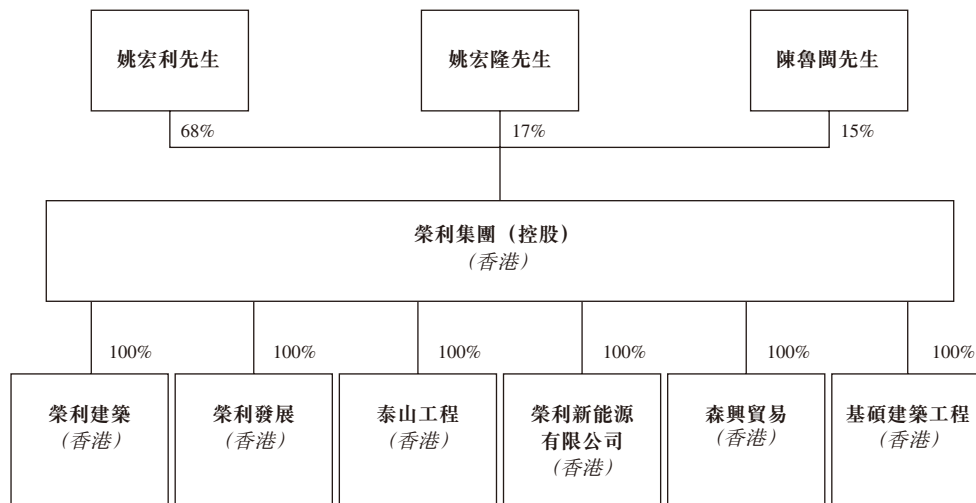 姚宏利先生
姚宏隆先生
陳魯閩先生
68%
17%
15%
榮利集團（控股）
（香港）
100%
100%
100%
100%
100%
100%
榮利建築
（香港）
榮利發展
（香港）
泰山工程
（香港）
榮利新能源
有限公司
（香港）
森興貿易
（香港）
基碩建築工程
（香港）